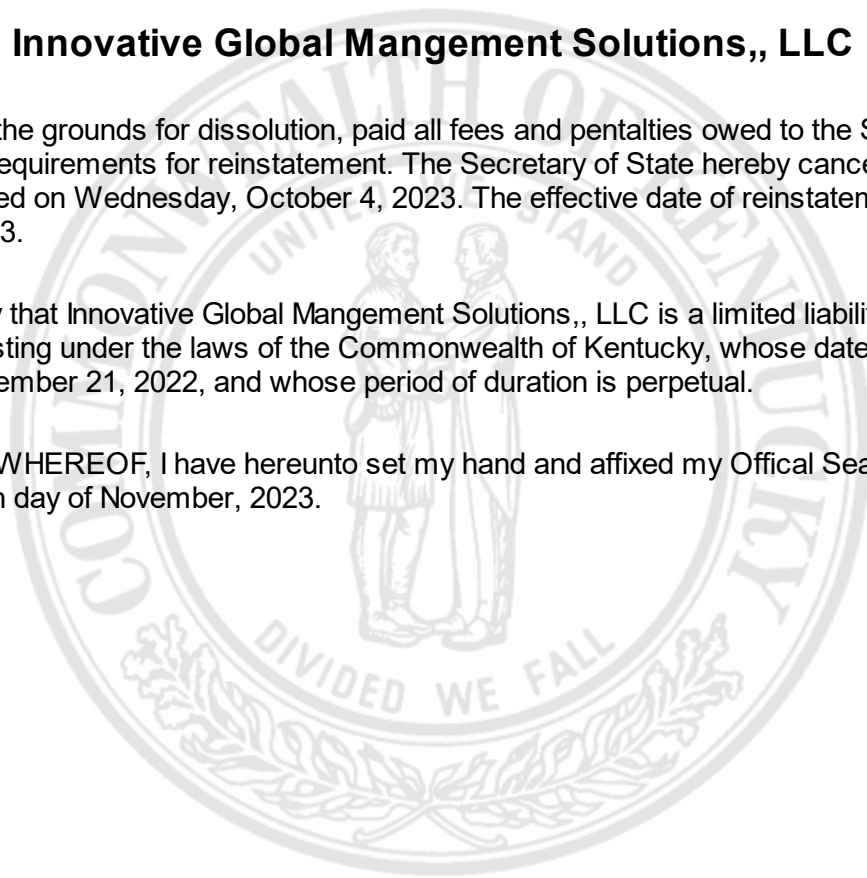 Innovative Global Mangement Solutions,, LLC
the grounds for dissolution, paid all fees and pentalties owed to the S
equirements for reinstatement. The Secretary of State hereby cance
ed on Wednesday, October 4, 2023. The effective date of reinstatem
3.
that Innovative Global Mangement Solutions,, LLC is a limited liabilit
sting under the laws of the Commonwealth of Kentucky, whose date
ember 21, 2022, and whose period of duration is perpetual.
WHEREOF, I have hereunto set my hand and affixed my Offical Sea
day of November, 2023.
COMMONWEALTH OF KENTUCKY
UNITED WE STAND
DIVIDED WE FALL